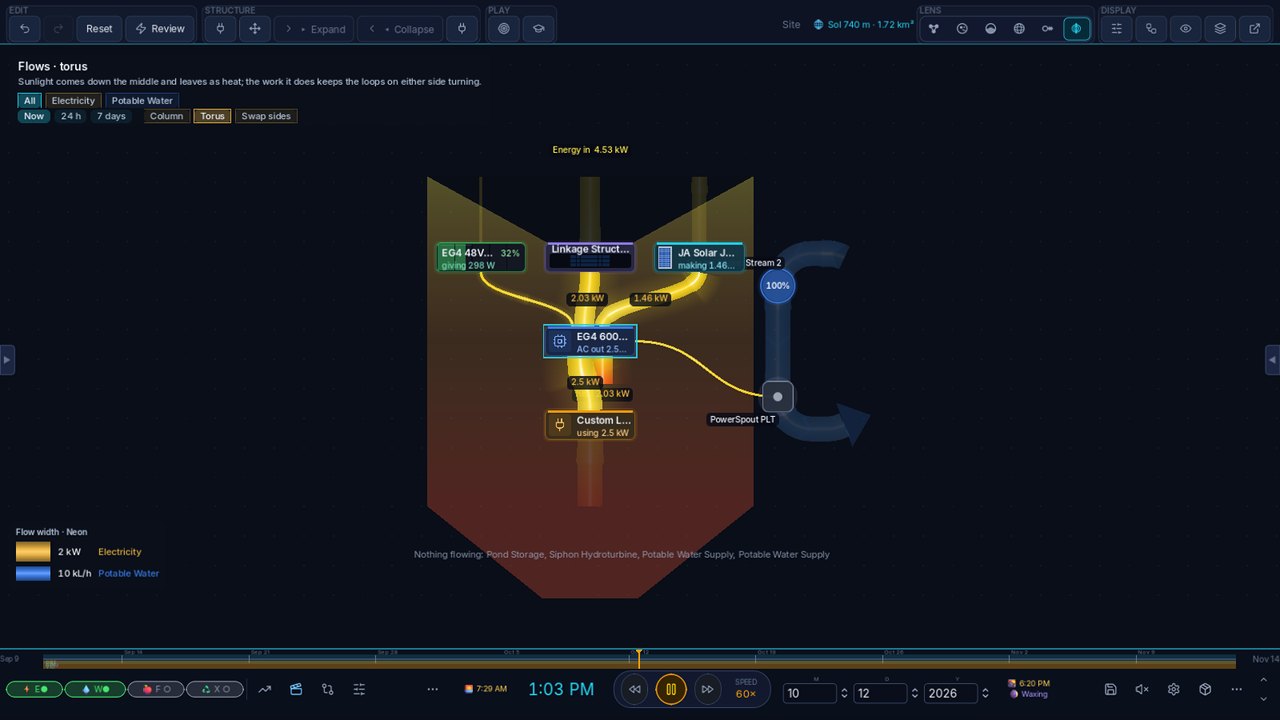 EDIT
STRUCTURE
PLAY
LENS
DISPLAY
Reset
Review
Expand
Collapse
Site
Sol 740 m · 1.72 km²
Flows · torus
Sunlight comes down the middle and leaves as heat; the work it does keeps the loops on either side turning.
All
Electricity
Potable Water
Now
24 h
7 days
Column
Torus
Swap sides
Energy in 4.53 kW
EG4 48V... 32%
giving 298 W
Linkage Struct...
JA Solar J...
making 1.46...
Stream 2
100%
2.03 kW
1.46 kW
EG4 600...
AC out 2.5...
2.5 kW
2.03 kW
PowerSpout PLT
Custom L...
using 2.5 kW
Flow width · Neon
2 kW Electricity
10 kL/h Potable Water
Nothing flowing: Pond Storage, Siphon Hydroturbine, Potable Water Supply, Potable Water Supply
Sep 9
Sep 14
Sep 21
Sep 28
Oct 5
Oct 19
Oct 26
Nov 2
Nov 9
Nov 14
E
W
F
X
7:29 AM
1:03 PM
SPEED
60×
M
D
Y
10
12
2026
6:20 PM
Waxing